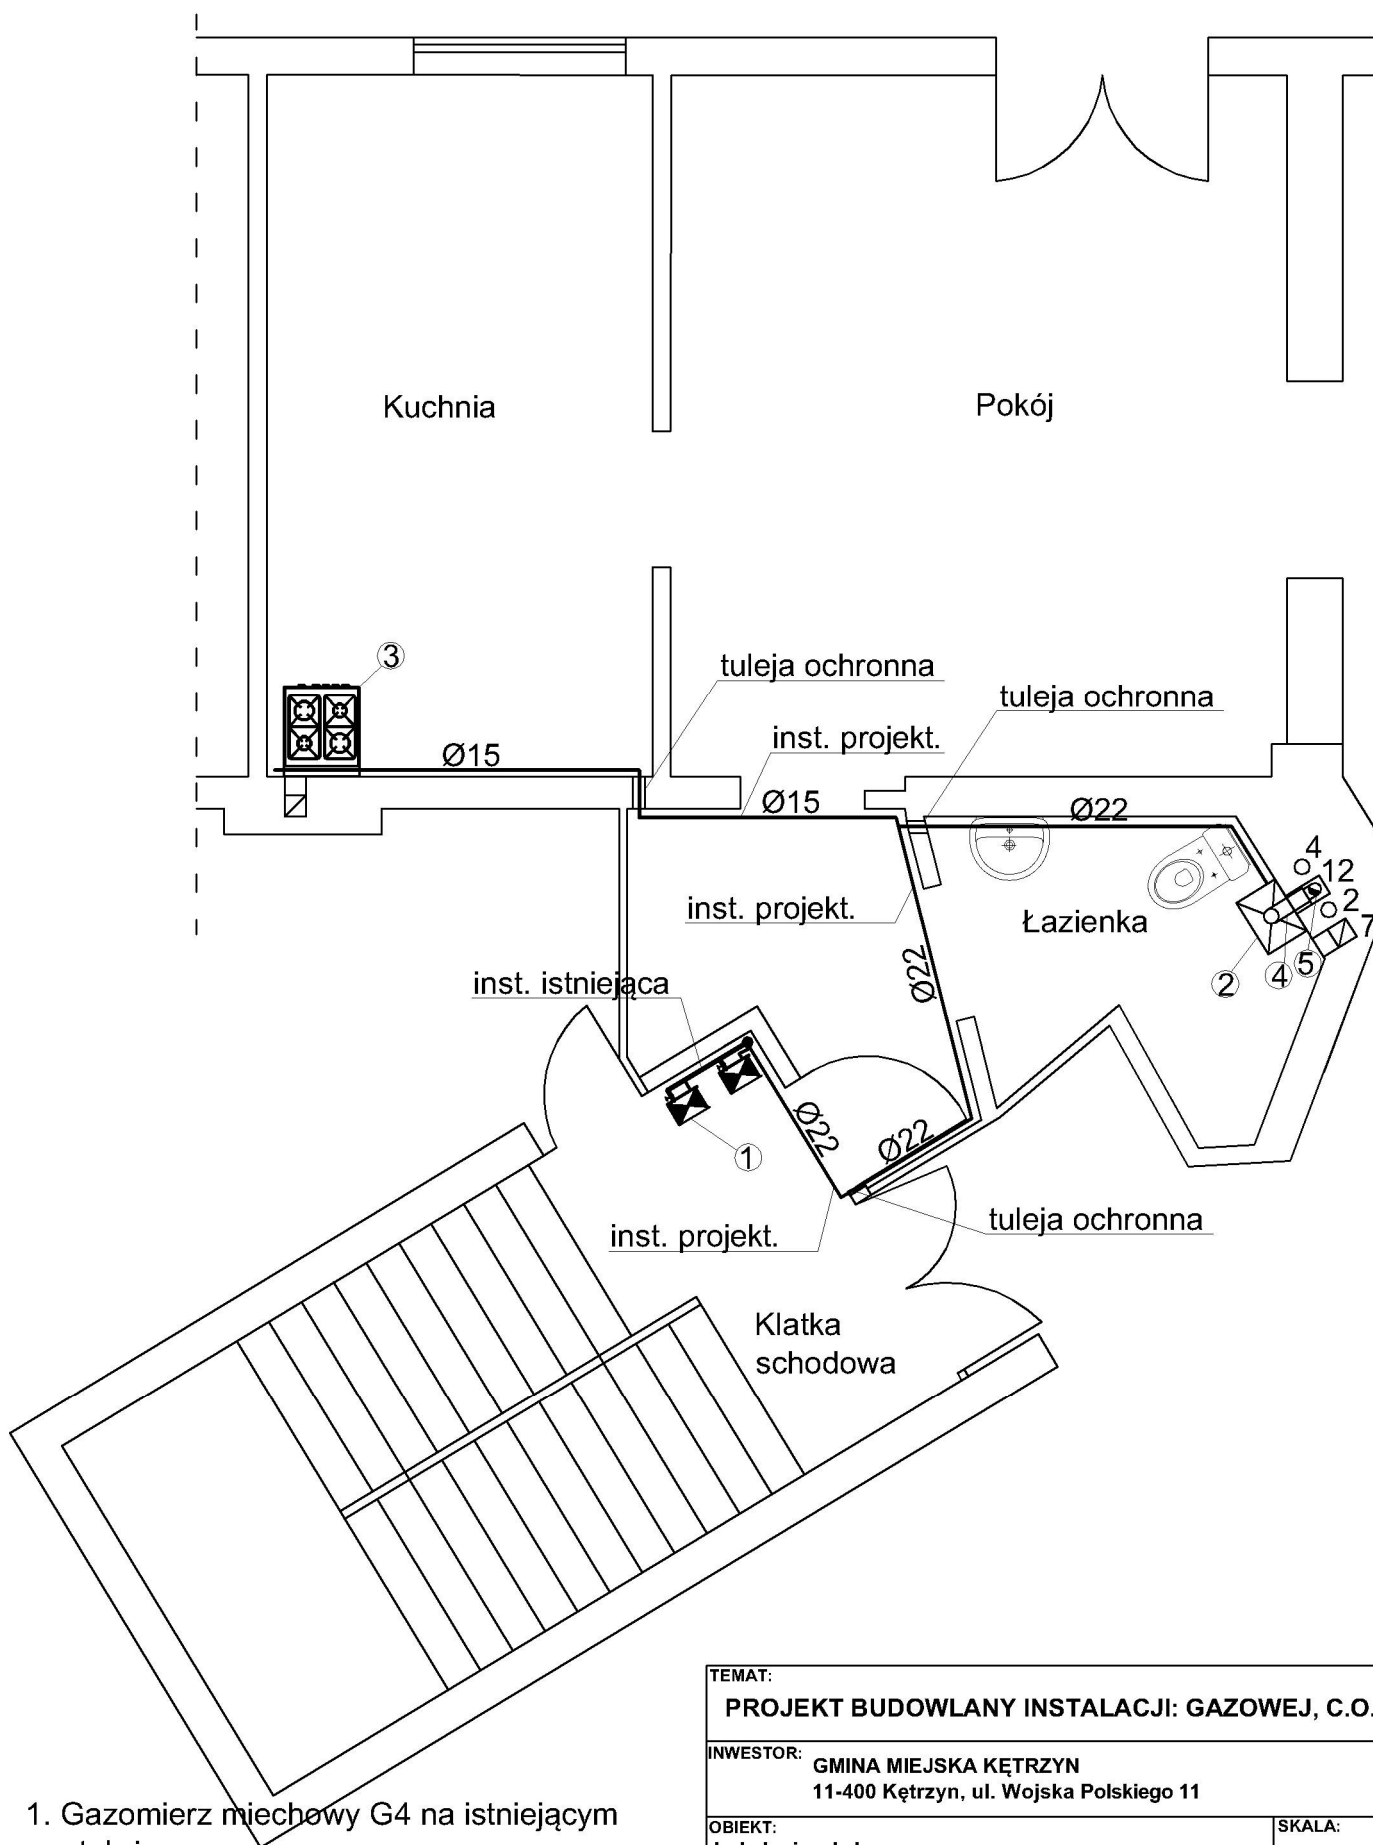 Kuchnia
Pokój
3
tuleja ochronna
tuleja ochronna
inst. projekt.
Ø15
Ø15
Ø22
4
12
2
7
inst. projekt.
Łazienka
Ø22
2
4
5
inst. istniejąca
Ø22
Ø22
1
inst. projekt.
tuleja ochronna
Klatka
schodowa
TEMAT:
PROJEKT BUDOWLANY INSTALACJI: GAZOWEJ, C.O.
INWESTOR:
GMINA MIEJSKA KĘTRZYN
11-400 Kętrzyn, ul. Wojska Polskiego 11
OBIEKT:
SKALA:
1. Gazomierz miechowy G4 na istniejącym